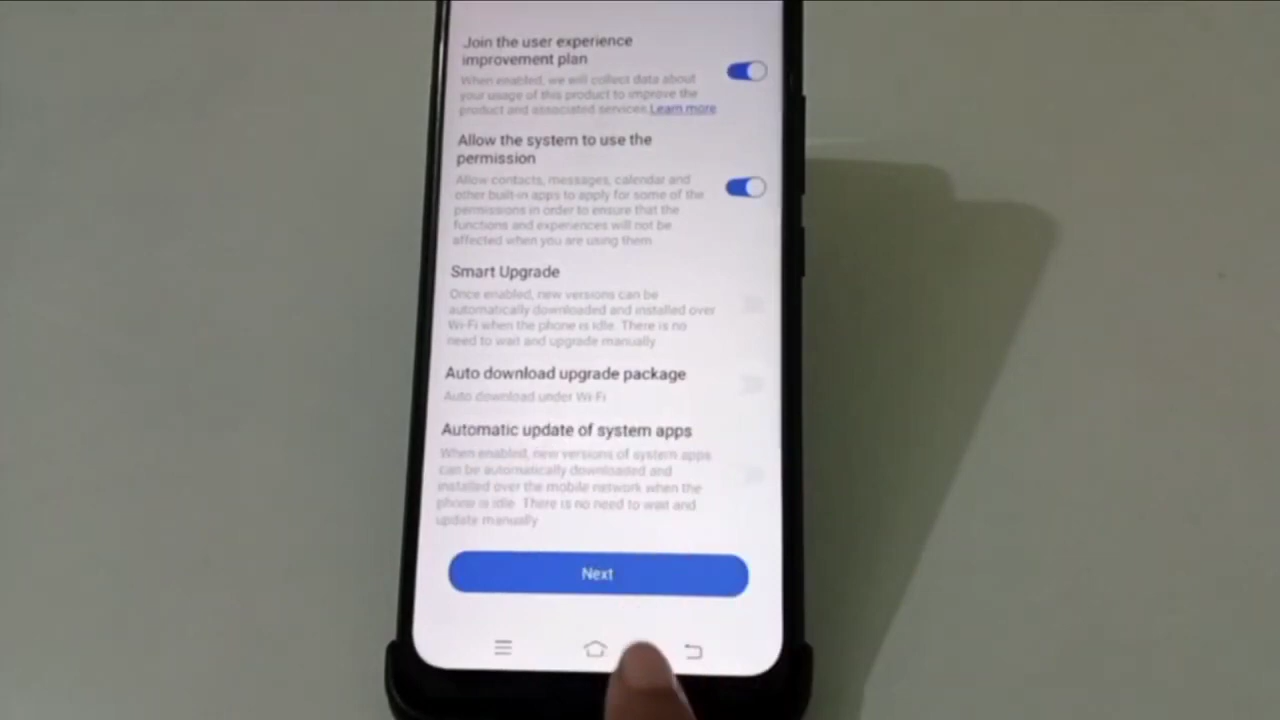 Join the user experience
improvement plan
When enabled, we will collect data about
your usage of this product to improve the
product and associated services.Learn more
Allow the system to use the
permission
Allow contacts, messages, calendar and
other built-in apps to apply for some of the
permissions in order to ensure that the
functions and experiences will not be
affected when you are using them.
Smart Upgrade
Once enabled, new versions can be
automatically downloaded and installed over
Wi-Fi when the phone is idle. There is no
need to wait and upgrade manually.
Auto download upgrade package
Auto download under Wi-Fi
Automatic update of system apps
When enabled, new versions of system apps
can be automatically downloaded and
installed over the mobile network when the
phone is idle. There is no need to wait and
update manually.
Next